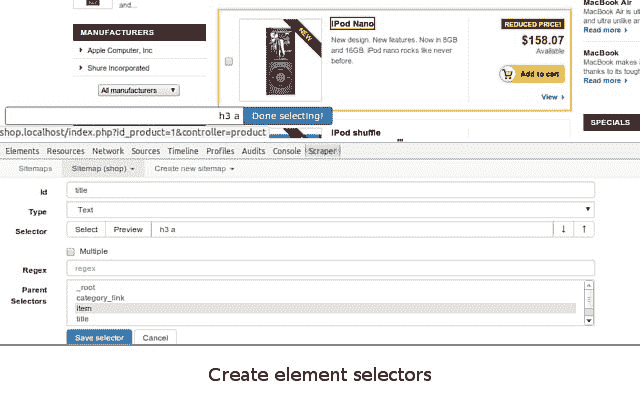 and...
MANUFACTURERS
Apple Computer, Inc
Shure Incorporated
All manufacturers
NEW
IPod Nano
New design. New features. Now in 8GB
and 16GB. iPod nano rocks like never
before.
REDUCED PRICE!
$158.07
Available
Add to cart
View ›
MacBook Air
MacBook Air is ult
and ultra unlike an
Read more ›
MacBook
MacBook makes
thanks to its toug
Read more ›
SPECIALS
h3 a Done selecting!
shop.localhost/index.php?id_product=1&controller=product
IPod shuffle
Elements Resources Network Sources Timeline Profiles Audits Console Scraper
Sitemaps Sitemap (shop) Create new sitemap
Id title
Type Text
Selector Select Preview h3 a ↓ ↑
Multiple
Regex regex
Parent Selectors
_root
category_link
item
title
Save selector Cancel
Create element selectors